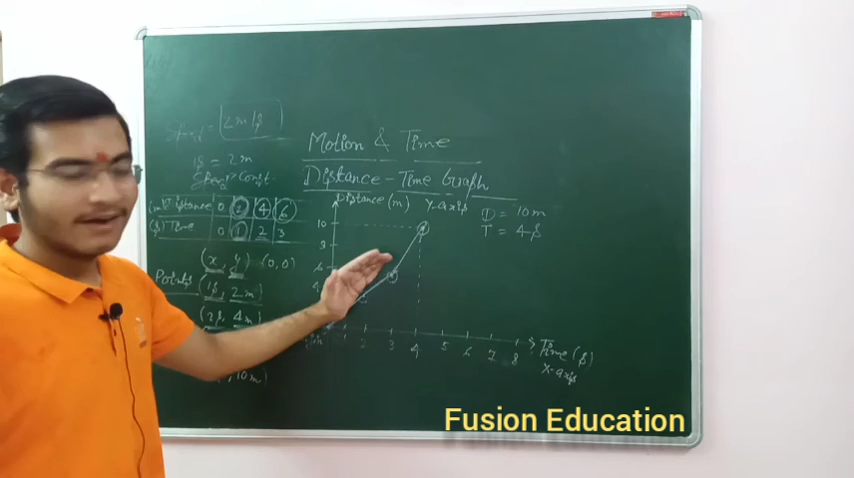 Speed = 2m/s
1s = 2m
Speed → Const.
Motion & Time
Distance - Time Graph
(m) Distance 0 2 4 6
(s) Time 0 1 2 3
Distance (m) Y-axis
D = 10m
T = 4s
(x, y) (0,0)
Points (1s, 2m)
(2s, 4m)
10m)
10
8
6
4
2 3 4 5 6 7 8
Time (s)
X-axis
Fusion Education